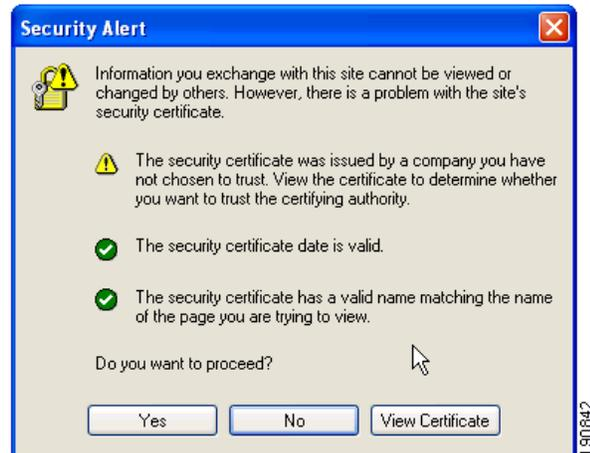 Security Alert
Information you exchange with this site cannot be viewed or
changed by others. However, there is a problem with the site's
security certificate.
The security certificate was issued by a company you have
not chosen to trust. View the certificate to determine whether
you want to trust the certifying authority.
The security certificate date is valid.
The security certificate has a valid name matching the name
of the page you are trying to view.
Do you want to proceed?
Yes No View Certificate
190842